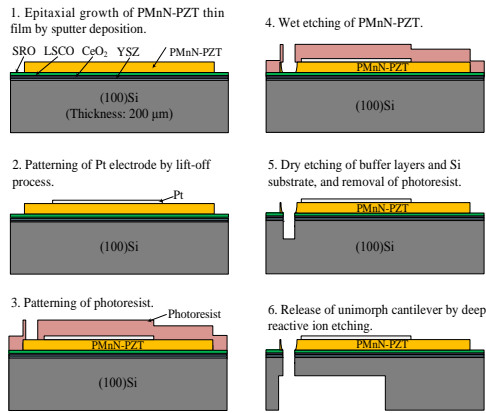 1. Epitaxial growth of PMnN-PZT thin
film by sputter deposition.
SRO LSCO CeO₂ YSZ PMnN-PZT
(100)Si
(Thickness: 200 μm)
2. Patterning of Pt electrode by lift-off
process.
Pt
(100)Si
3. Patterning of photoresist.
Photoresist
PMnN-PZT
(100)Si
4. Wet etching of PMnN-PZT.
PMnN-PZT
(100)Si
5. Dry etching of buffer layers and Si
substrate, and removal of photoresist.
PMnN-PZT
(100)Si
6. Release of unimorph cantilever by deep
reactive ion etching.
PMnN-PZT
(100)Si